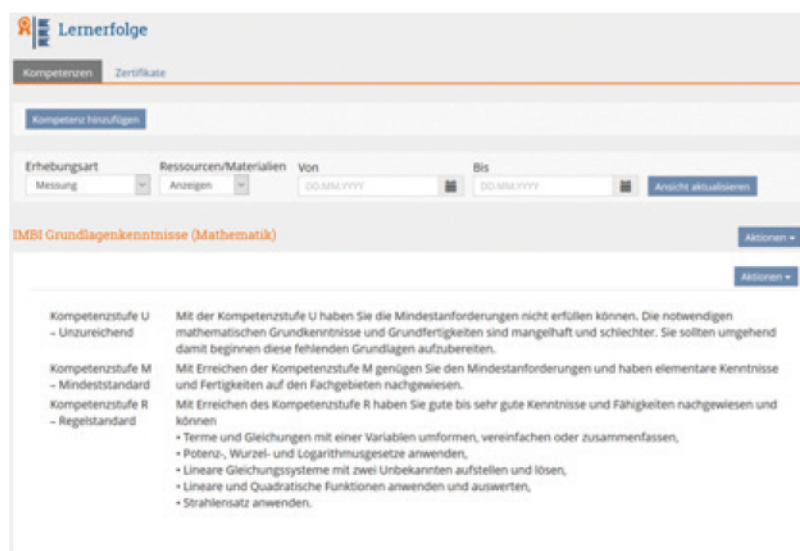 Lernerfolge
Kompetenzen Zertifikate
Kompetenz hinzufügen
Erhebungsart Ressourcen/Materialien Von Bis
Messung Anzeigen DD.MM.YYYY DD.MM.YYYY Ansicht aktualisieren
IMBI Grundlagenkenntnisse (Mathematik) Aktionen
Aktionen
Kompetenzstufe U Mit der Kompetenzstufe U haben Sie die Mindestanforderungen nicht erfüllen können. Die notwendigen
– Unzureichend mathematischen Grundkenntnisse und Grundfertigkeiten sind mangelhaft und schlechter. Sie sollten umgehend
damit beginnen diese fehlenden Grundlagen aufzubereiten.
Kompetenzstufe M Mit Erreichen der Kompetenzstufe M genügen Sie den Mindestanforderungen und haben elementare Kenntnisse
– Mindeststandard und Fertigkeiten auf den Fachgebieten nachgewiesen.
Kompetenzstufe R Mit Erreichen des Kompetenzstufe R haben Sie gute bis sehr gute Kenntnisse und Fähigkeiten nachgewiesen und
– Regelstandard können
• Terme und Gleichungen mit einer Variablen umformen, vereinfachen oder zusammenfassen,
• Potenz-, Wurzel- und Logarithmusgesetze anwenden,
• Lineare Gleichungssysteme mit zwei Unbekannten aufstellen und lösen,
• Lineare und Quadratische Funktionen anwenden und auswerten,
• Strahlensatz anwenden.